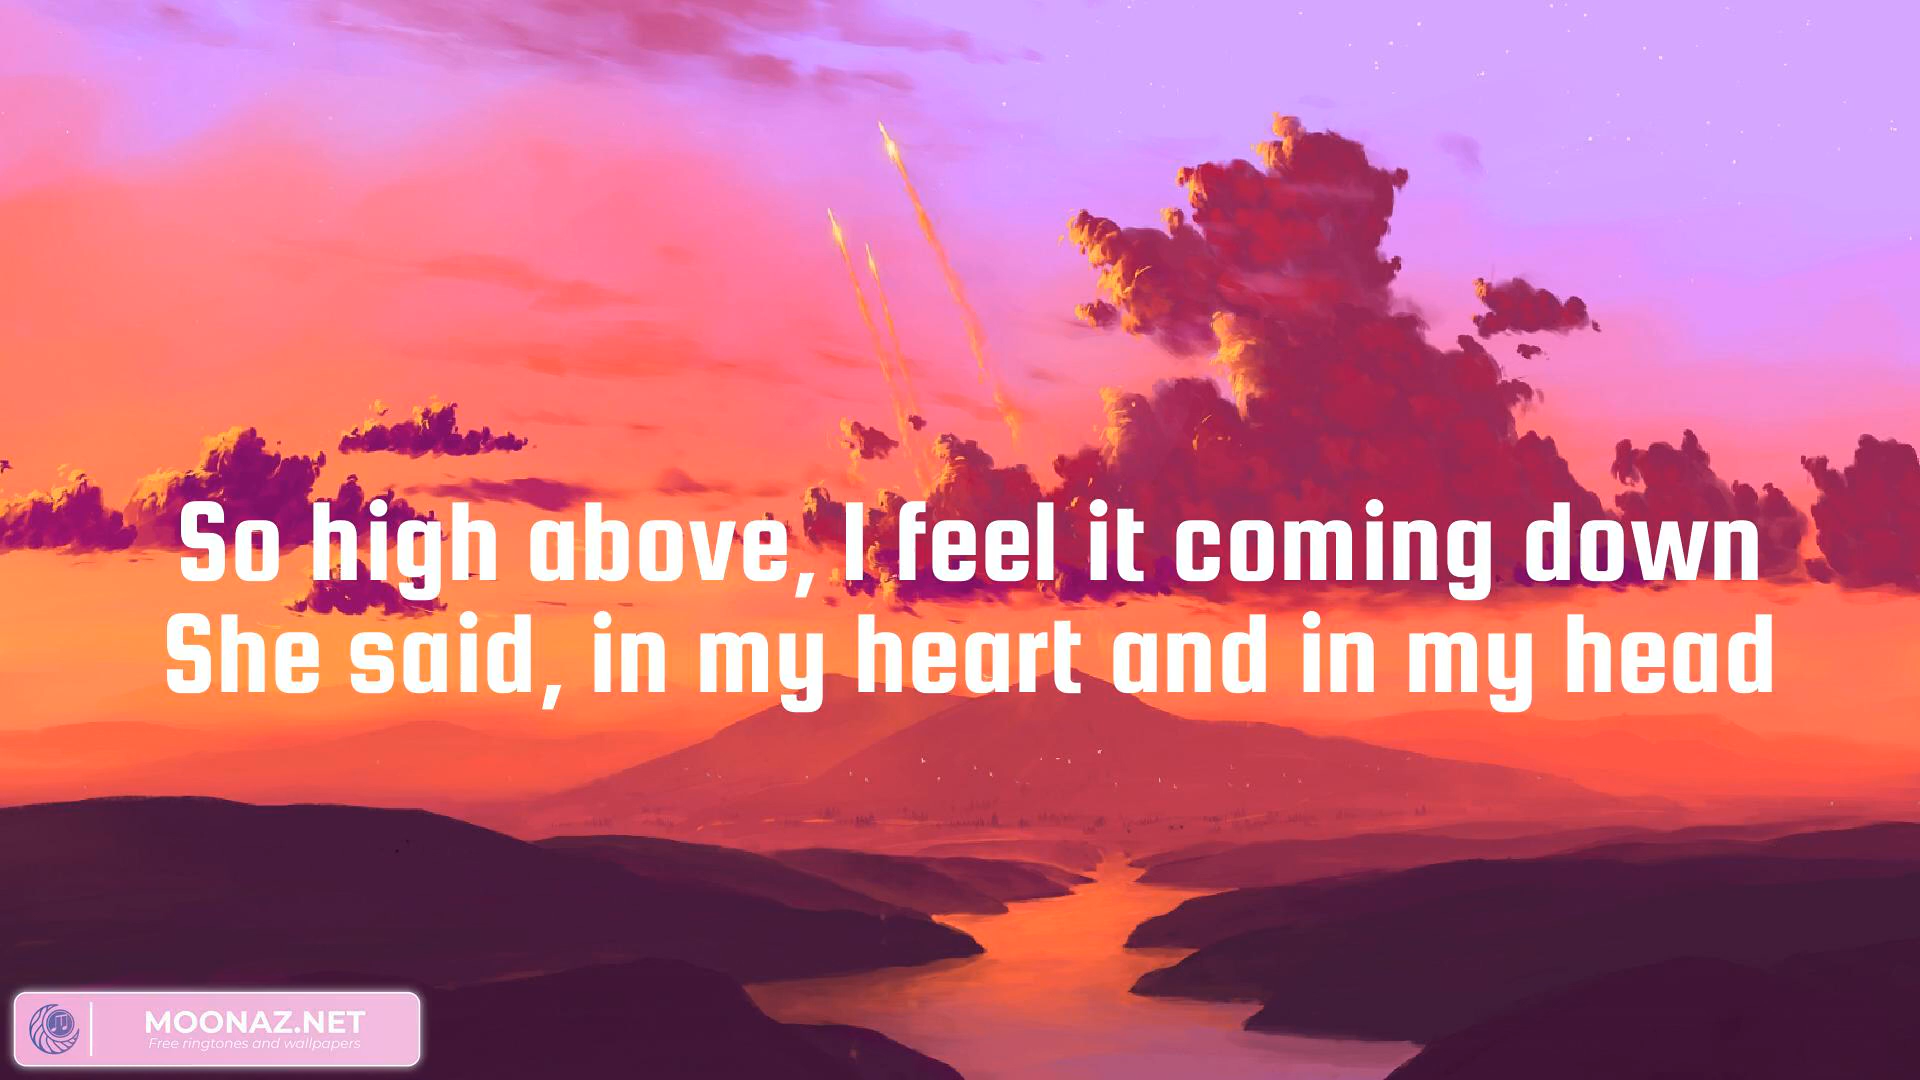 So high above, I feel it coming down
She said, in my heart and in my head
MOONAZ.NET
Free ringtones and wallpapers